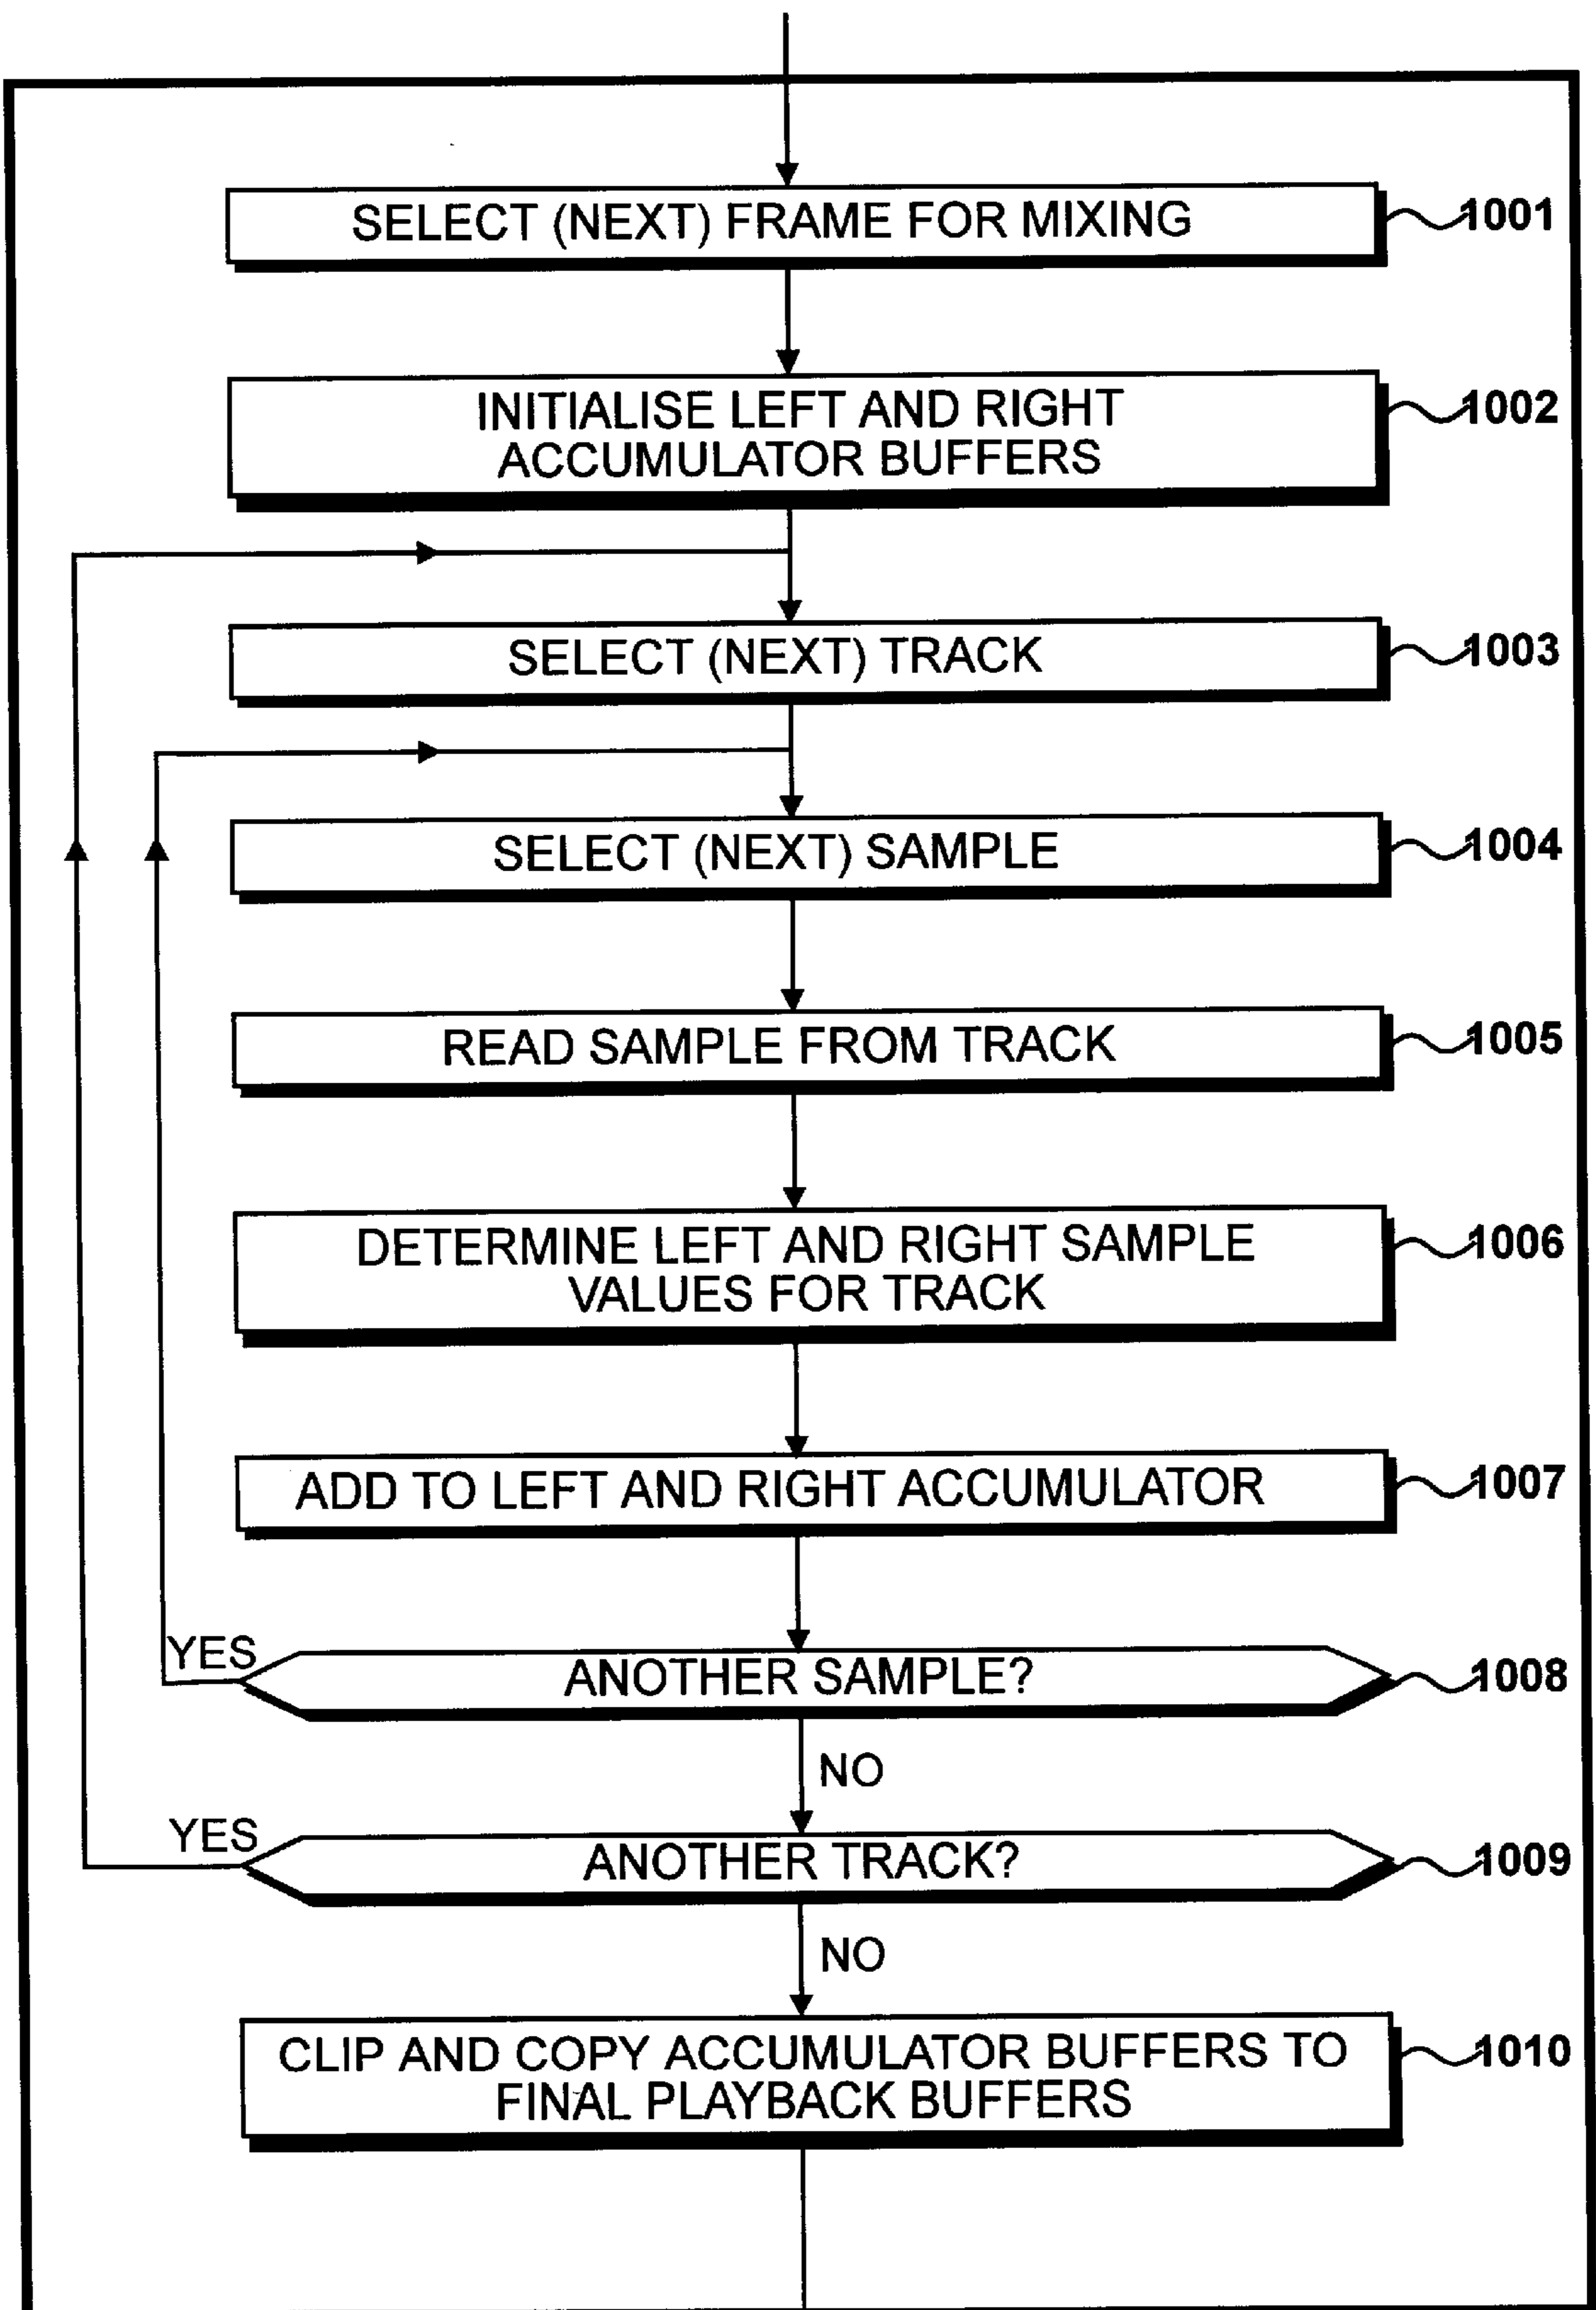 SELECT (NEXT) FRAME FOR MIXING
1001
INITIALISE LEFT AND RIGHT
ACCUMULATOR BUFFERS
1002
SELECT (NEXT) TRACK
1003
SELECT (NEXT) SAMPLE
1004
READ SAMPLE FROM TRACK
1005
DETERMINE LEFT AND RIGHT SAMPLE
VALUES FOR TRACK
1006
ADD TO LEFT AND RIGHT ACCUMULATOR
1007
YES
ANOTHER SAMPLE?
1008
NO
YES
ANOTHER TRACK?
1009
NO
CLIP AND COPY ACCUMULATOR BUFFERS TO
FINAL PLAYBACK BUFFERS
1010